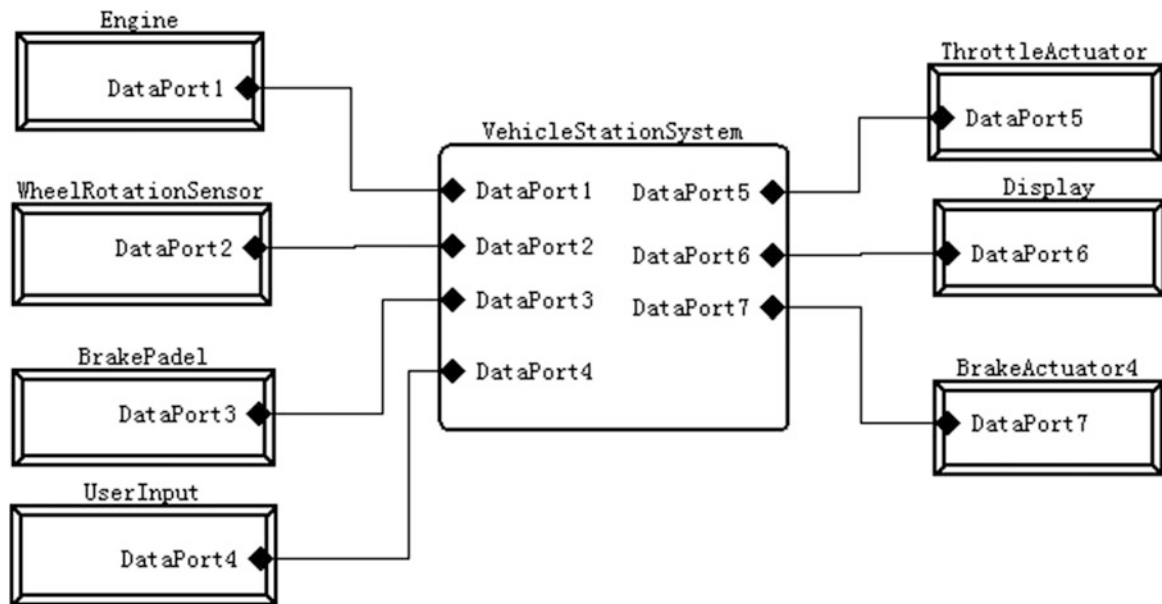 Engine
DataPort1
WheelRotationSensor
DataPort2
BrakePadel
DataPort3
UserInput
DataPort4
VehicleStationSystem
DataPort1
DataPort2
DataPort3
DataPort4
DataPort5
DataPort6
DataPort7
ThrottleActuator
DataPort5
Display
DataPort6
BrakeActuator4
DataPort7